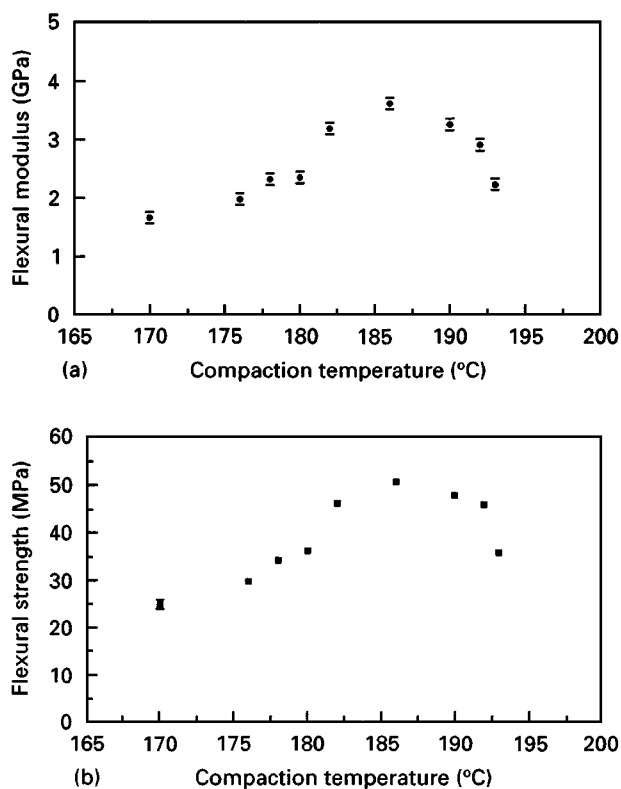 5
4
3
2
1
0
Flexural modulus (GPa)
165 170 175 180 185 190 195 200
(a) Compaction temperature (ºC)
60
50
40
30
20
10
0
Flexural strength (MPa)
165 170 175 180 185 190 195 200
(b) Compaction temperature (ºC)